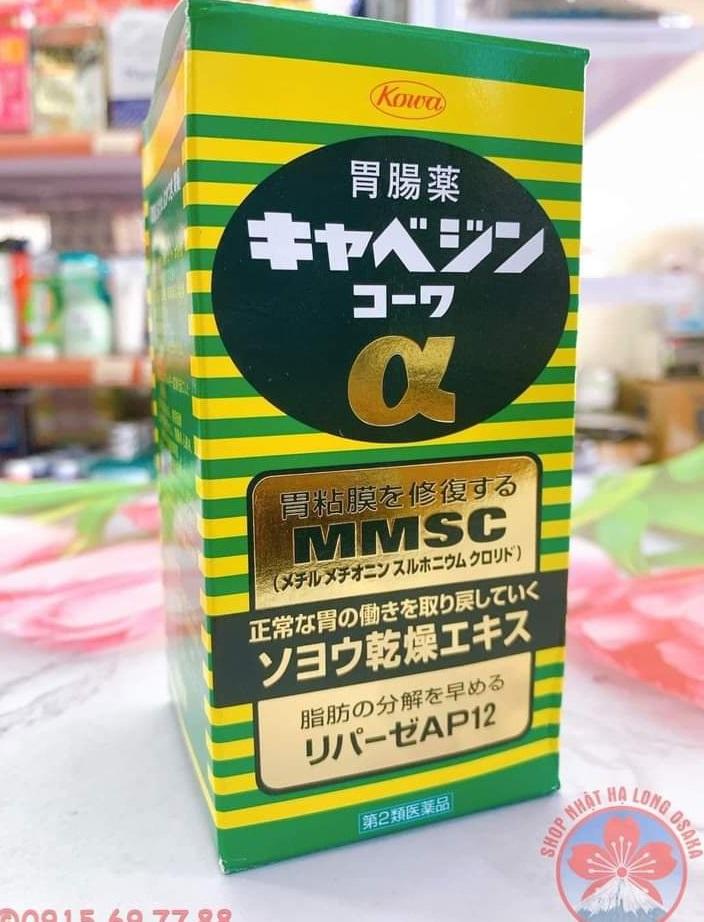 Kowa
胃腸薬
キャベジン
コーワ
α
胃粘膜を修復する
MMSC
(メチルメチオニンスルホニウムクロリド)
正常な胃の働きを取り戻していく
ソヨウ乾燥エキス
脂肪の分解を早める
リパーゼAP12
第2類医薬品
SHOP NHẬT HẠ LONG OSAKA
©0915.69.77.88